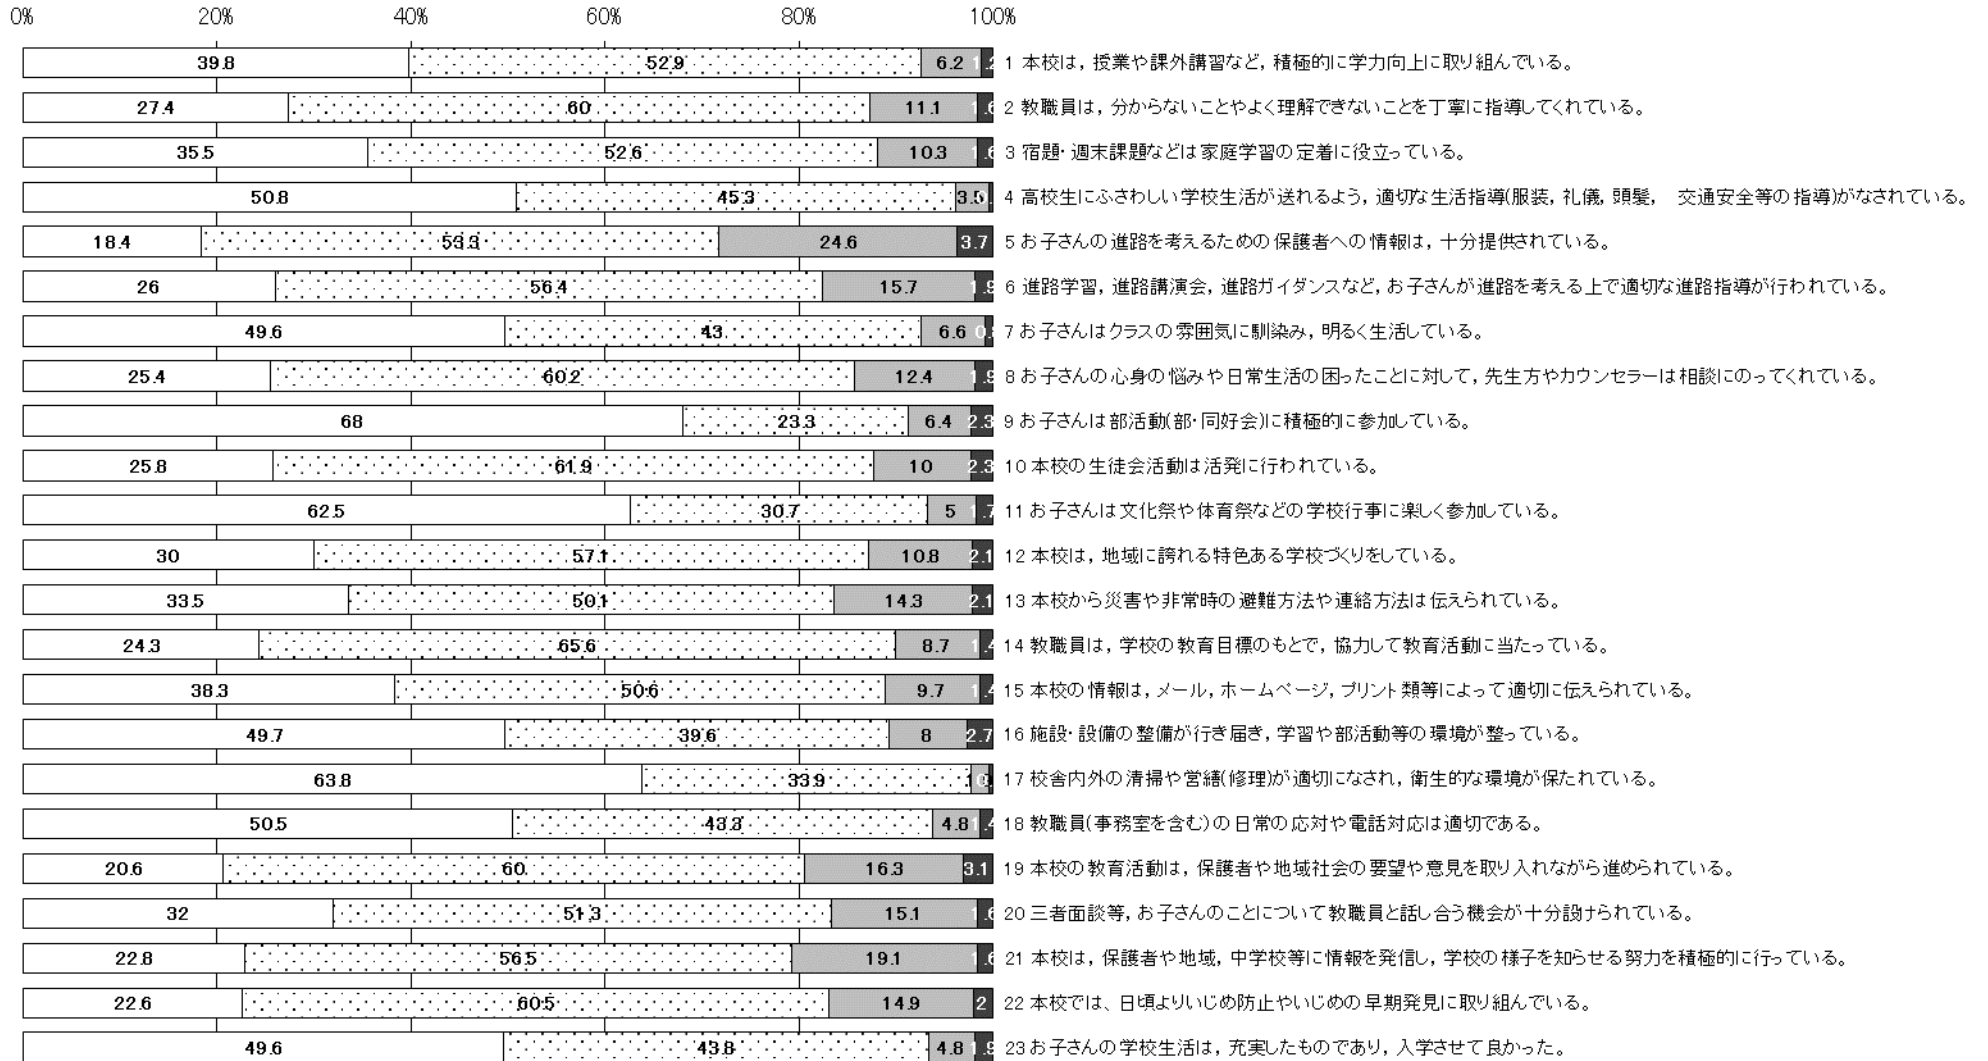 0% 20% 40% 60% 80% 100%
39.8 52.9 6.2 1.2 1 本校は，授業や課外講習など，積極的に学力向上に取り組んでいる。
27.4 60 11.1 1.6 2 教職員は，分からないことやよく理解できないことを丁寧に指導してくれている。
35.5 52.6 10.3 1.6 3 宿題・週末課題などは家庭学習の定着に役立っている。
50.8 45.3 3.5 4 高校生にふさわしい学校生活が送れるよう，適切な生活指導(服装，礼儀，頭髪，　交通安全等の指導)がなされている。
18.4 53.3 24.6 3.7 5 お子さんの進路を考えるための保護者への情報は，十分提供されている。
26 56.4 15.7 1.9 6 進路学習，進路講演会，進路ガイダンスなど，お子さんが進路を考える上で適切な進路指導が行われている。
49.6 43 6.6 7 お子さんはクラスの雰囲気に馴染み，明るく生活している。
25.4 60.2 12.4 1.9 8 お子さんの心身の悩みや日常生活の困ったことに対して，先生方やカウンセラーは相談にのってくれている。
68 23.3 6.4 2.3 9 お子さんは部活動(部・同好会)に積極的に参加している。
25.8 61.9 10 2.3 10 本校の生徒会活動は活発に行われている。
62.5 30.7 5 1.7 11 お子さんは文化祭や体育祭などの学校行事に楽しく参加している。
30 57.1 10.8 2.1 12 本校は，地域に誇れる特色ある学校づくりをしている。
33.5 50.1 14.3 2.1 13 本校から災害や非常時の避難方法や連絡方法は伝えられている。
24.3 65.6 8.7 1.4 14 教職員は，学校の教育目標のもとで，協力して教育活動に当たっている。
38.3 50.6 9.7 1.4 15 本校の情報は，メール，ホームページ，プリント類等によって適切に伝えられている。
49.7 39.6 8 2.7 16 施設・設備の整備が行き届き，学習や部活動等の環境が整っている。
63.8 33.9 17 校舎内外の清掃や営繕(修理)が適切になされ，衛生的な環境が保たれている。
50.5 43.3 4.8 1.4 18 教職員(事務室を含む)の日常の応対や電話対応は適切である。
20.6 60 16.3 3.1 19 本校の教育活動は，保護者や地域社会の要望や意見を取り入れながら進められている。
32 51.3 15.1 1.6 20 三者面談等，お子さんのことについて教職員と話し合う機会が十分設けられている。
22.8 56.5 19.1 1.6 21 本校は，保護者や地域，中学校等に情報を発信し，学校の様子を知らせる努力を積極的に行っている。
22.6 60.5 14.9 2 22 本校では、日頃よりいじめ防止やいじめの早期発見に取り組んでいる。
49.6 43.8 4.8 1.9 23 お子さんの学校生活は，充実したものであり，入学させて良かった。